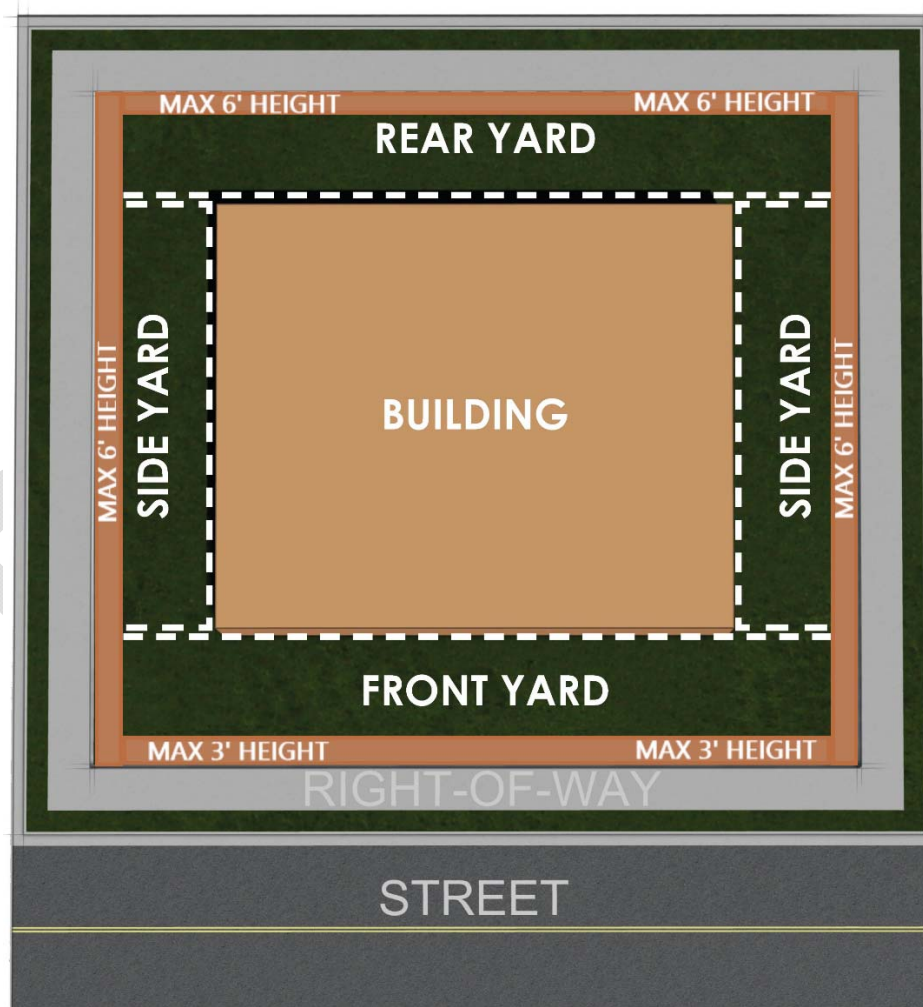 MAX 6' HEIGHT
MAX 6' HEIGHT
REAR YARD
MAX 6' HEIGHT
SIDE YARD
BUILDING
SIDE YARD
MAX 6' HEIGHT
FRONT YARD
MAX 3' HEIGHT
MAX 3' HEIGHT
RIGHT-OF-WAY
STREET